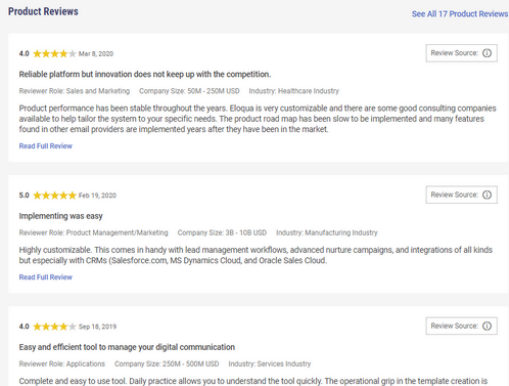 Product Reviews
See All 17 Product Reviews
4.0 Mar 8, 2020
Review Source:
Reliable platform but innovation does not keep up with the competition.
Reviewer Role: Sales and Marketing Company Size: 50M - 250M USD Industry: Healthcare Industry
Product performance has been stable throughout the years. Eloqua is very customizable and there are some good consulting companies
available to help tailor the system to your specific needs. The product road map has been slow to be implemented and many features
found in other email providers are implemented years after they have been in the market.
Read Full Review
5.0 Feb 19, 2020
Review Source:
Implementing was easy
Reviewer Role: Product Management/Marketing Company Size: 3B - 10B USD Industry: Manufacturing Industry
Highly customizable. This comes in handy with lead management workflows, advanced nurture campaigns, and integrations of all kinds
but especially with CRMs (Salesforce.com, MS Dynamics Cloud, and Oracle Sales Cloud.
Read Full Review
4.0 Sep 18, 2019
Review Source:
Easy and efficient tool to manage your digital communication
Reviewer Role: Applications Company Size: 250M - 500M USD Industry: Services Industry
Complete and easy to use tool. Daily practice allows you to understand the tool quickly. The operational grip in the template creation is